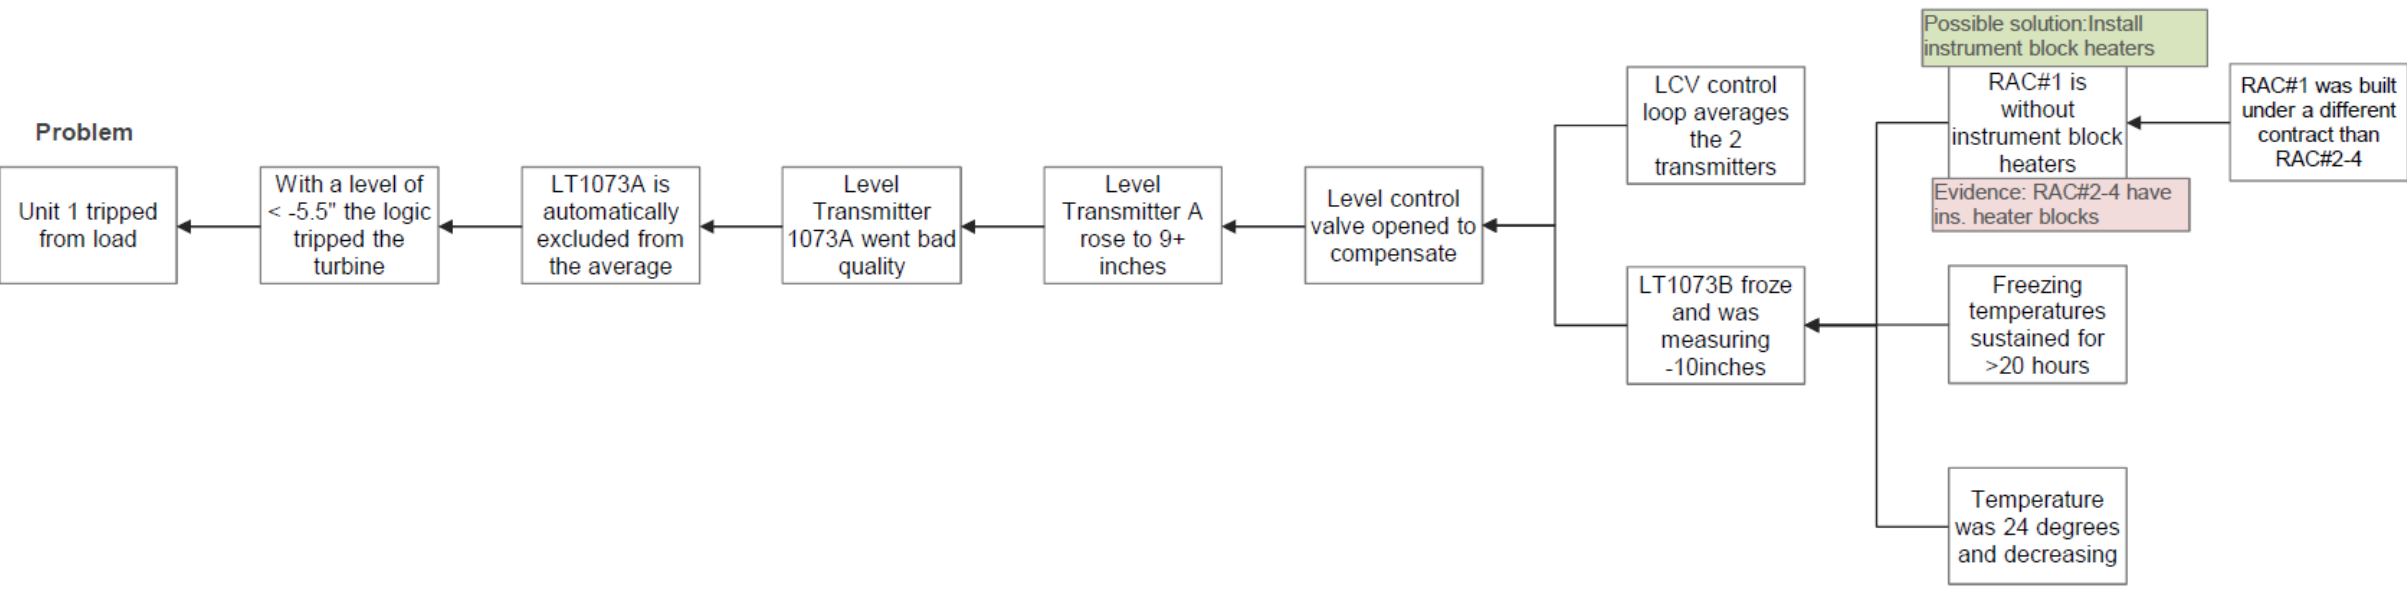 Problem
Unit 1 tripped
from load
With a level of
< -5.5" the logic
tripped the
turbine
LT1073A is
automatically
excluded from
the average
Level
Transmitter
1073A went bad
quality
Level
Transmitter A
rose to 9+
inches
Level control
valve opened to
compensate
LCV control
loop averages
the 2
transmitters
LT1073B froze
and was
measuring
-10inches
Possible solution:Install
instrument block heaters
RAC#1 is
without
instrument block
heaters
Evidence: RAC#2-4 have
ins. heater blocks
Freezing
temperatures
sustained for
>20 hours
Temperature
was 24 degrees
and decreasing
RAC#1 was built
under a different
contract than
RAC#2-4